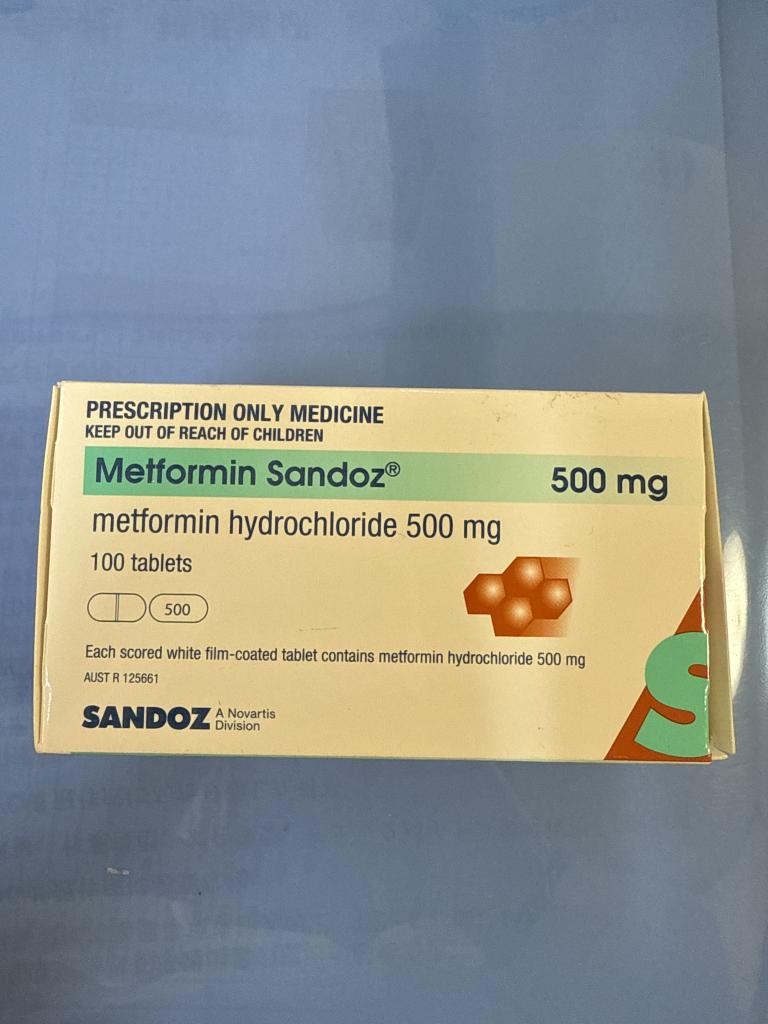 PRESCRIPTION ONLY MEDICINE
KEEP OUT OF REACH OF CHILDREN
Metformin Sandoz® 500 mg
metformin hydrochloride 500 mg
100 tablets
500
Each scored white film-coated tablet contains metformin hydrochloride 500 mg
AUST R 125661
SANDOZ A Novartis
Division
S